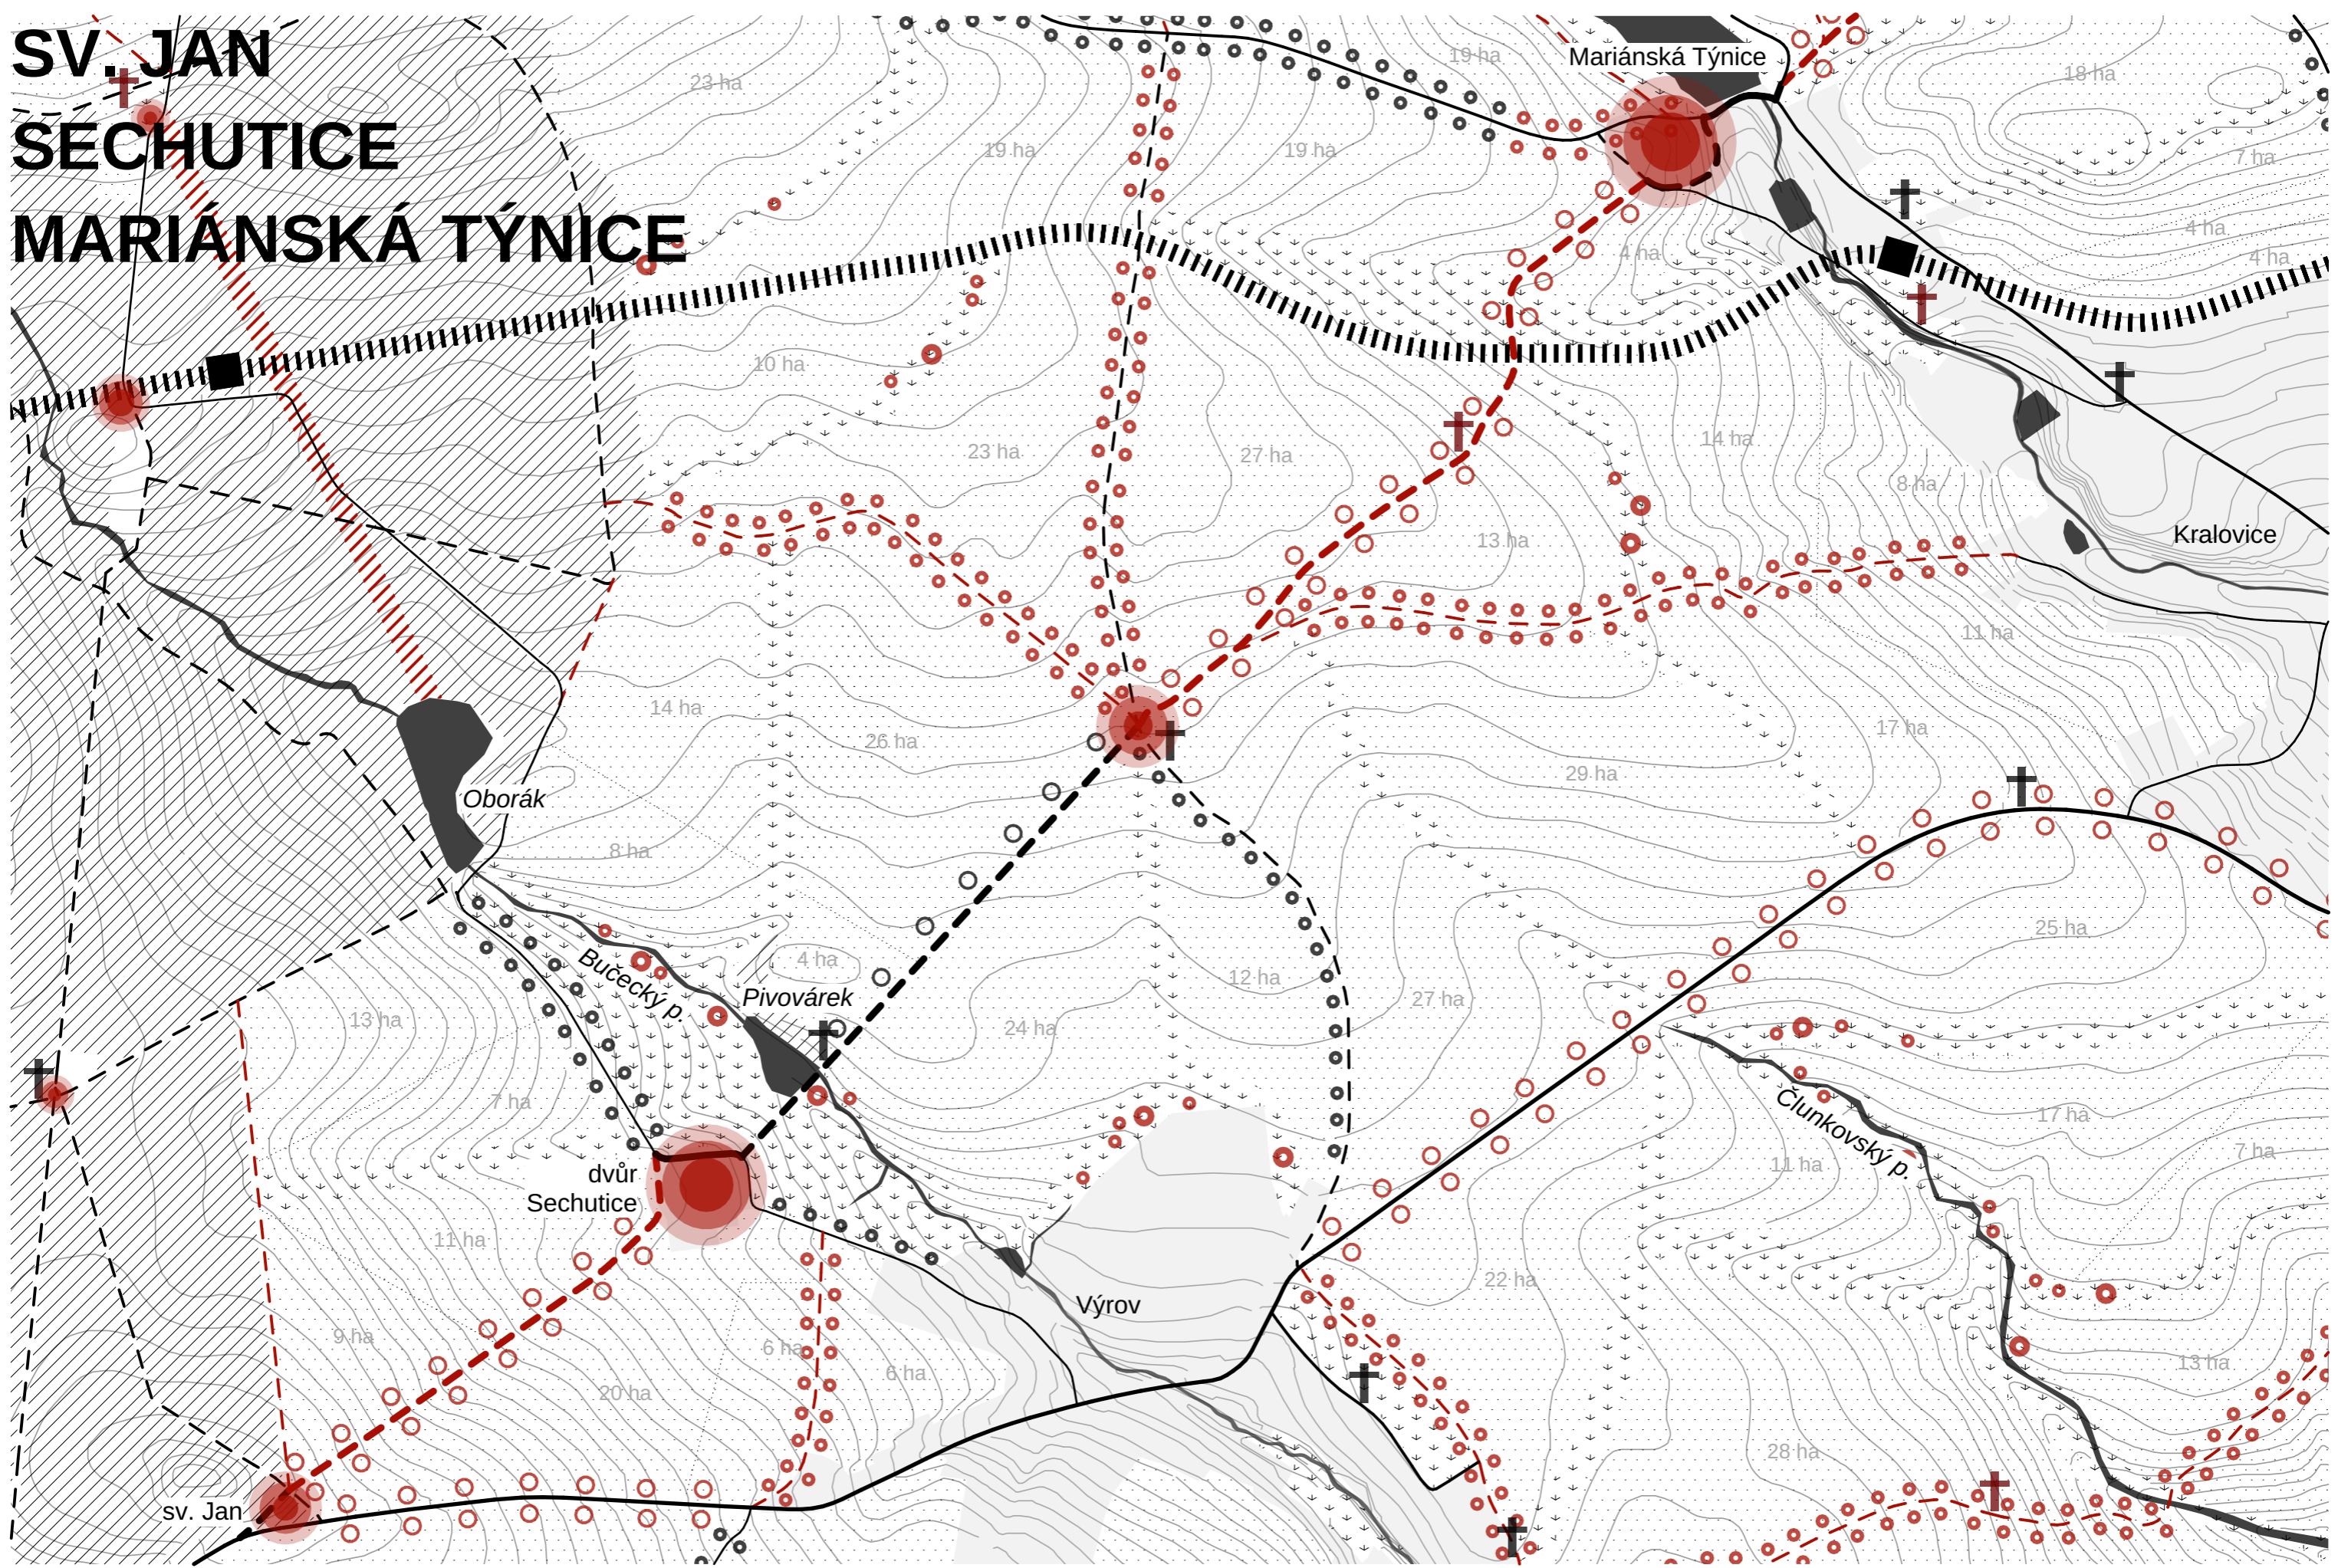 SV. JAN
SECHUTICE
MARIÁNSKÁ TÝNICE
Mariánská Týnice
19 ha
23 ha
18 ha
19 ha
19 ha
7 ha
4 ha
4 ha
4 ha
10 ha
14 ha
23 ha
27 ha
8 ha
13 ha
Kralovice
11 ha
14 ha
26 ha
17 ha
29 ha
Oborák
8 ha
25 ha
4 ha
12 ha
Bučecký p.
Pivovárek
27 ha
13 ha
24 ha
7 ha
Člunkovský p.
17 ha
7 ha
11 ha
dvůr
Sechutice
11 ha
22 ha
Výrov
9 ha
6 ha
6 ha
13 ha
20 ha
28 ha
sv. Jan